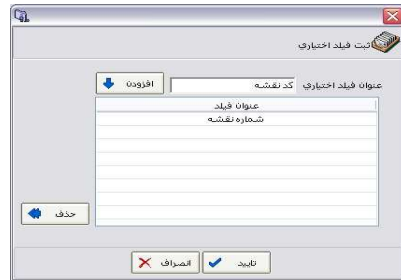 ثبت فیلد اختیاری
عنوان فیلد اختیاری کد نقشه افزودن
عنوان فیلد
شماره نقشه
حذف
تایید انصراف